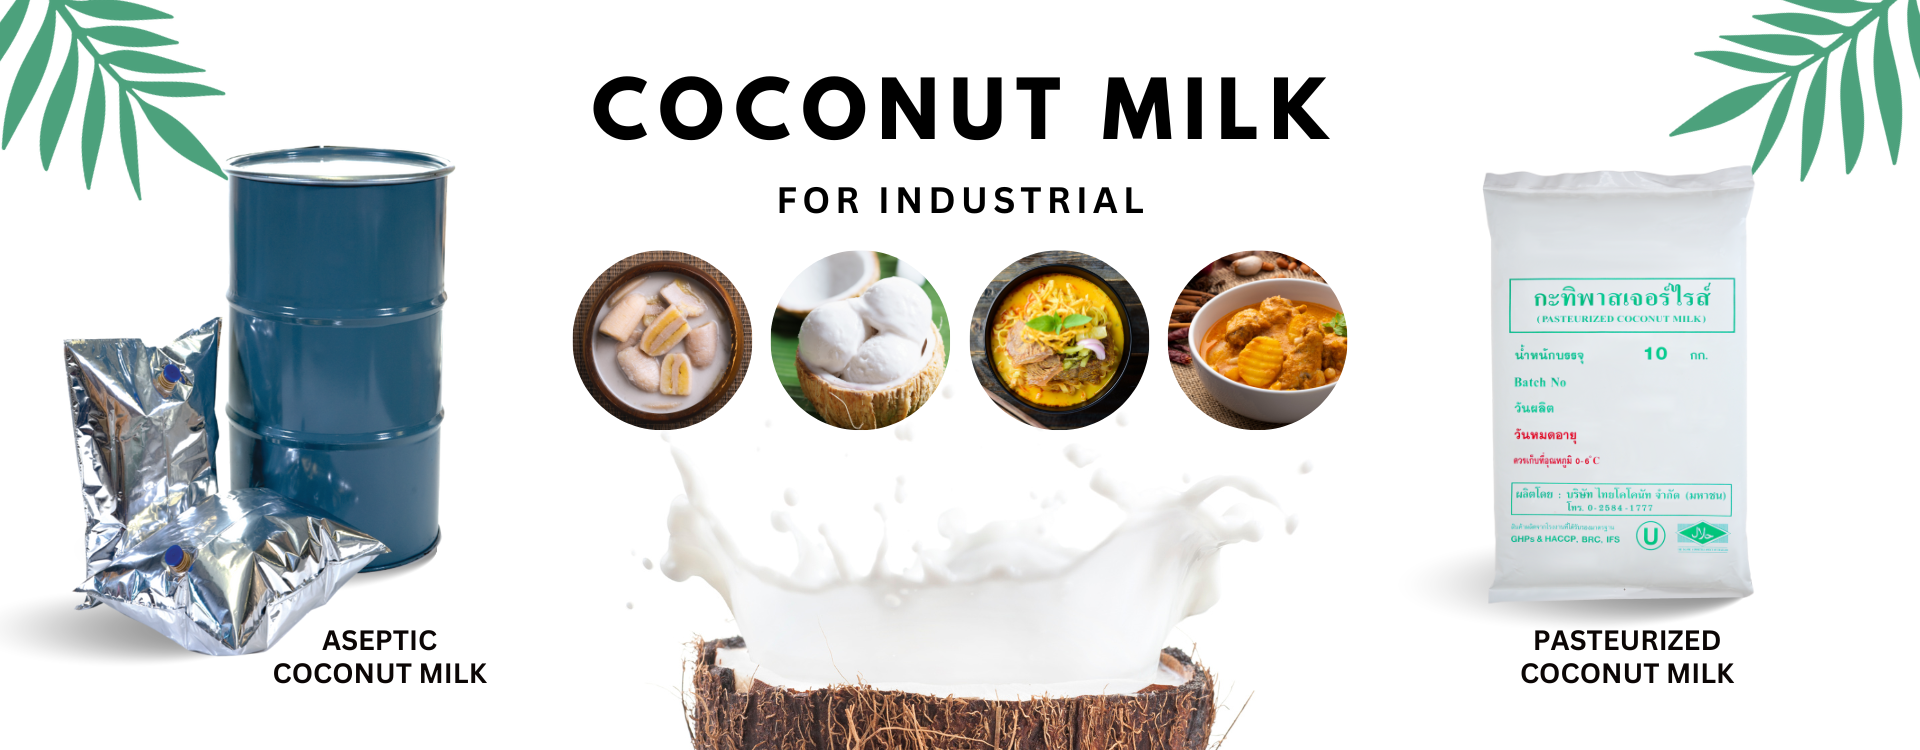 COCONUT MILK
FOR INDUSTRIAL
ASEPTIC
COCONUT MILK
กะทิพาสเจอร์ไรส์
(PASTEURIZED COCONUT MILK)
น้ำหนักบรรจุ 10 กก.
Batch No
วันผลิต
วันหมดอายุ
ควรเก็บที่อุณหภูมิ 0-6°C
ผลิตโดย : บริษัท ไทยโคโคนัท จำกัด (มหาชน)
โทร. 0-2584-1777
GHPs & HACCP, BRC, IFS
U
حلال
PASTEURIZED
COCONUT MILK